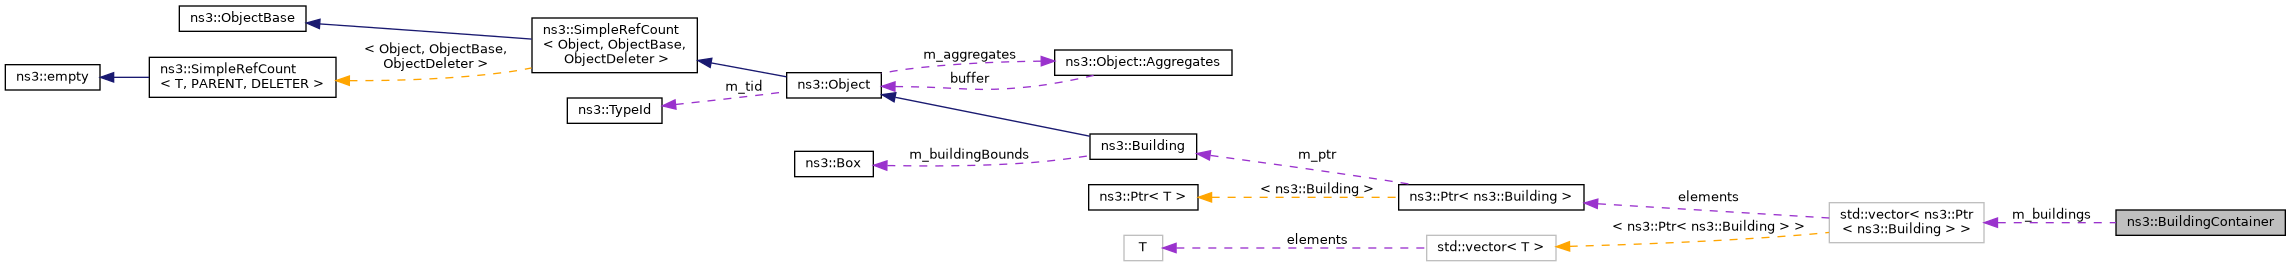 ns3::ObjectBase
ns3::SimpleRefCount
< Object, ObjectBase,
ObjectDeleter >
< Object, ObjectBase,
ObjectDeleter >
ns3::empty
ns3::SimpleRefCount
< T, PARENT, DELETER >
m_aggregates
ns3::Object::Aggregates
buffer
ns3::Object
m_tid
ns3::TypeId
ns3::Building
m_buildingBounds
ns3::Box
m_ptr
ns3::Ptr< T >
< ns3::Building >
ns3::Ptr< ns3::Building >
elements
std::vector< ns3::Ptr
< ns3::Building > >
m_buildings
ns3::BuildingContainer
< ns3::Ptr< ns3::Building > >
T
elements
std::vector< T >